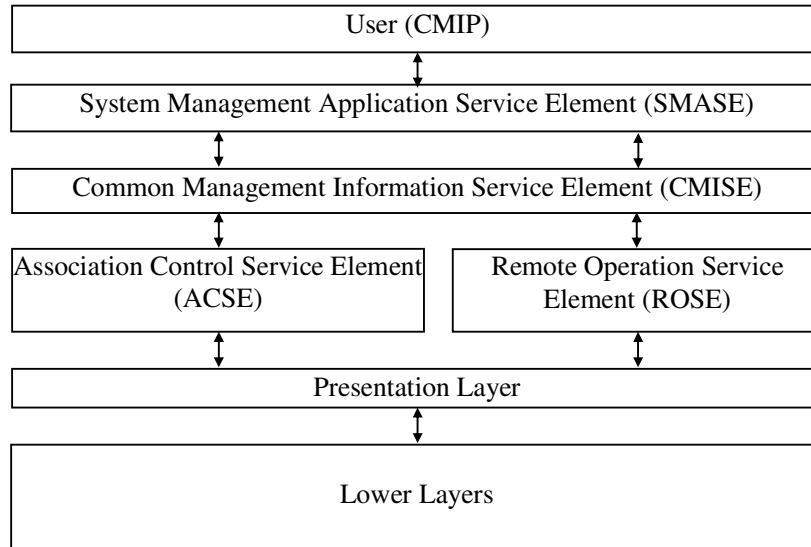 User (CMIP)
System Management Application Service Element (SMASE)
Common Management Information Service Element (CMISE)
Association Control Service Element
(ACSE)
Remote Operation Service
Element (ROSE)
Presentation Layer
Lower Layers